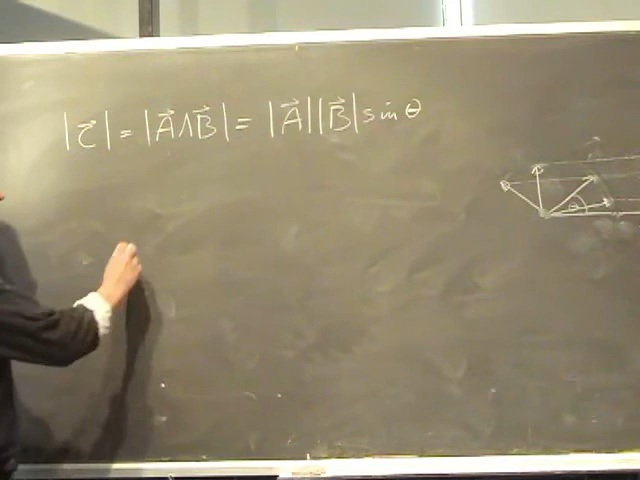 |C⃗| = |A⃗∧B⃗| = |A⃗||B⃗| sin θ